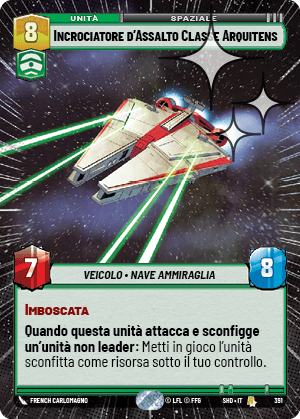 UNITÀ
SPAZIALE
8
INCROCIATORE D'ASSALTO CLASSE ARQUITENS
7
VEICOLO • NAVE AMMIRAGLIA
8
IMBOSCATA
Quando questa unità attacca e sconfigge
un'unità non leader: Metti in gioco l'unità
sconfitta come risorsa sotto il tuo controllo.
FRENCH CARLOMAGNO
© LFL © FFG
SHD • IT
391